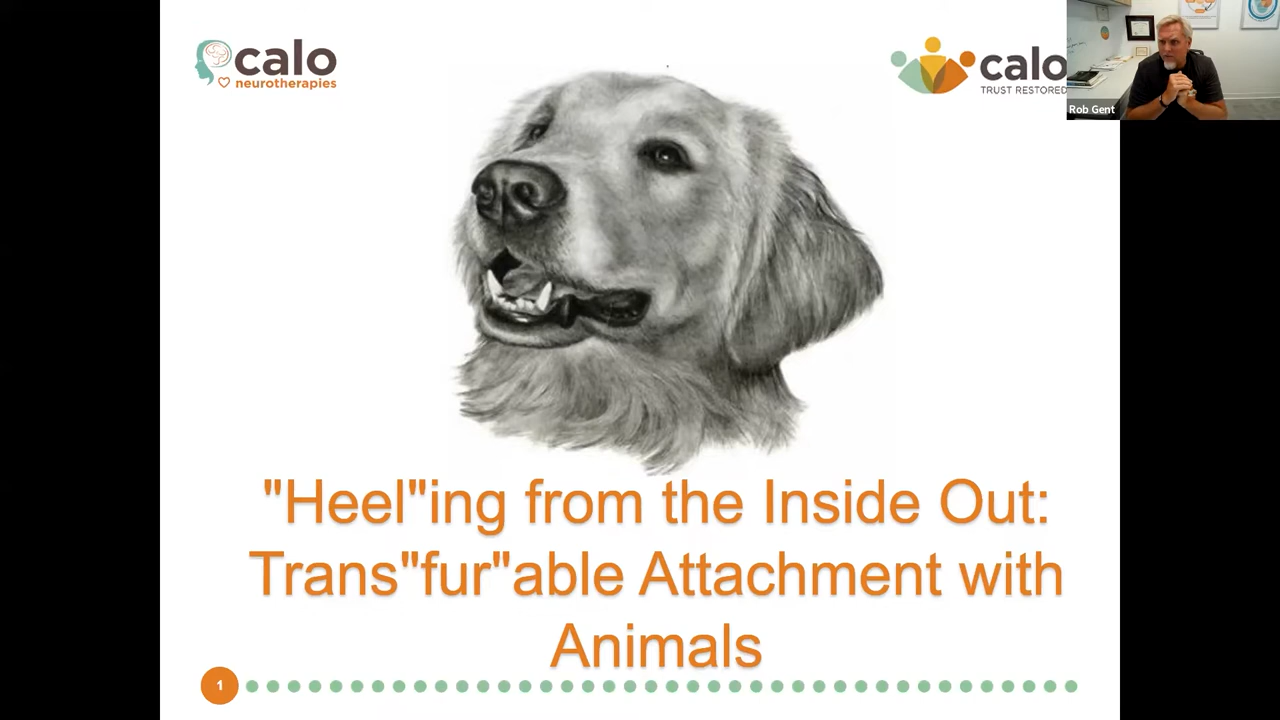 calo
neurotherapies
calo
TRUST RESTORED
Rob Gent
"Heel"ing from the Inside Out:
Trans"fur"able Attachment with
Animals
1